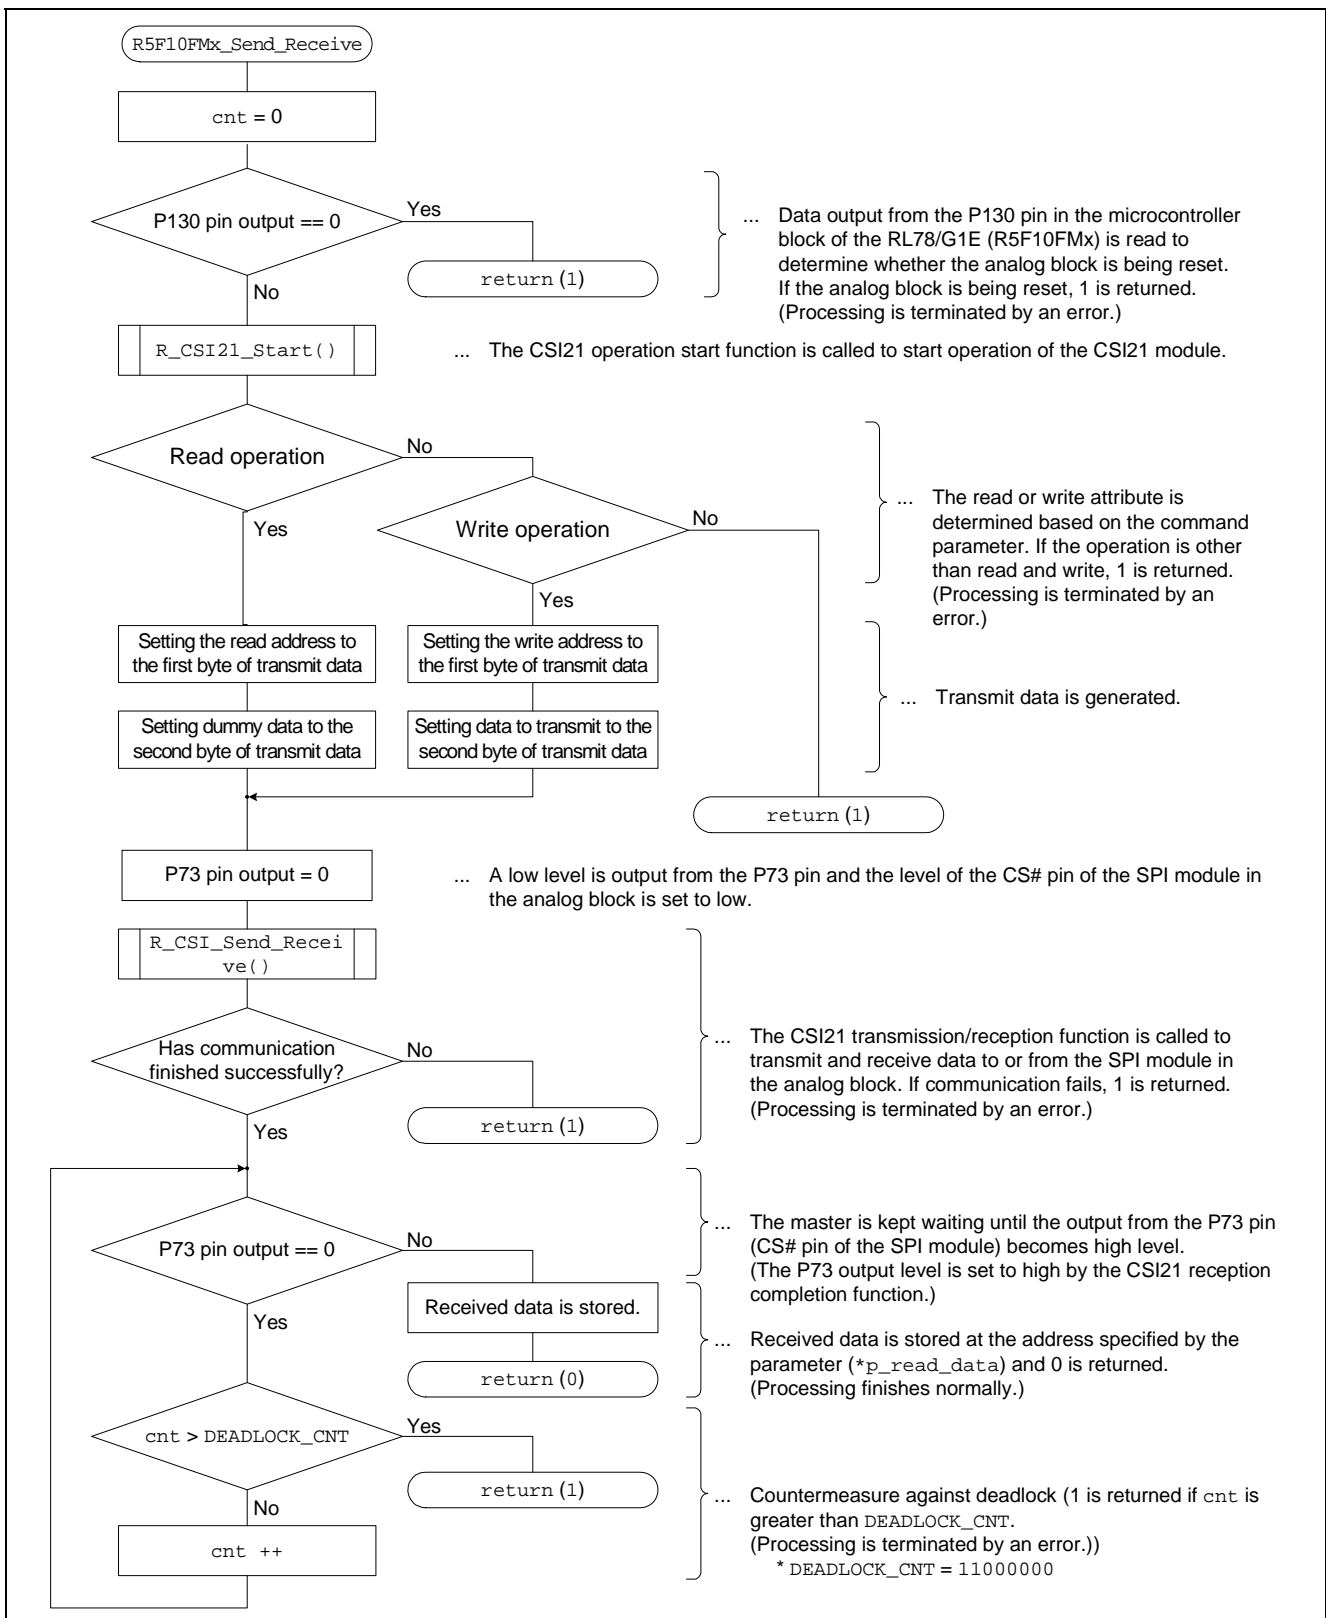 R5F10FMx_Send_Receive
cnt = 0
P130 pin output == 0
Yes
return (1)
No
... Data output from the P130 pin in the microcontroller
block of the RL78/G1E (R5F10FMx) is read to
determine whether the analog block is being reset.
If the analog block is being reset, 1 is returned.
(Processing is terminated by an error.)
R_CSI21_Start()
... The CSI21 operation start function is called to start operation of the CSI21 module.
Read operation
No
Yes
Write operation
No
Yes
... The read or write attribute is
determined based on the command
parameter. If the operation is other
than read and write, 1 is returned.
(Processing is terminated by an
error.)
Setting the read address to
the first byte of transmit data
Setting the write address to
the first byte of transmit data
Setting dummy data to the
second byte of transmit data
Setting data to transmit to the
second byte of transmit data
... Transmit data is generated.
return (1)
P73 pin output = 0
... A low level is output from the P73 pin and the level of the CS# pin of the SPI module in
the analog block is set to low.
R_CSI_Send_Recei
ve()
Has communication
finished successfully?
No
return (1)
Yes
... The CSI21 transmission/reception function is called to
transmit and receive data to or from the SPI module in
the analog block. If communication fails, 1 is returned.
(Processing is terminated by an error.)
P73 pin output == 0
No
Yes
... The master is kept waiting until the output from the P73 pin
(CS# pin of the SPI module) becomes high level.
(The P73 output level is set to high by the CSI21 reception
completion function.)
Received data is stored.
return (0)
... Received data is stored at the address specified by the
parameter (*p_read_data) and 0 is returned.
(Processing finishes normally.)
cnt > DEADLOCK_CNT
Yes
return (1)
No
cnt ++
... Countermeasure against deadlock (1 is returned if cnt is
greater than DEADLOCK_CNT.
(Processing is terminated by an error.))
* DEADLOCK_CNT = 11000000